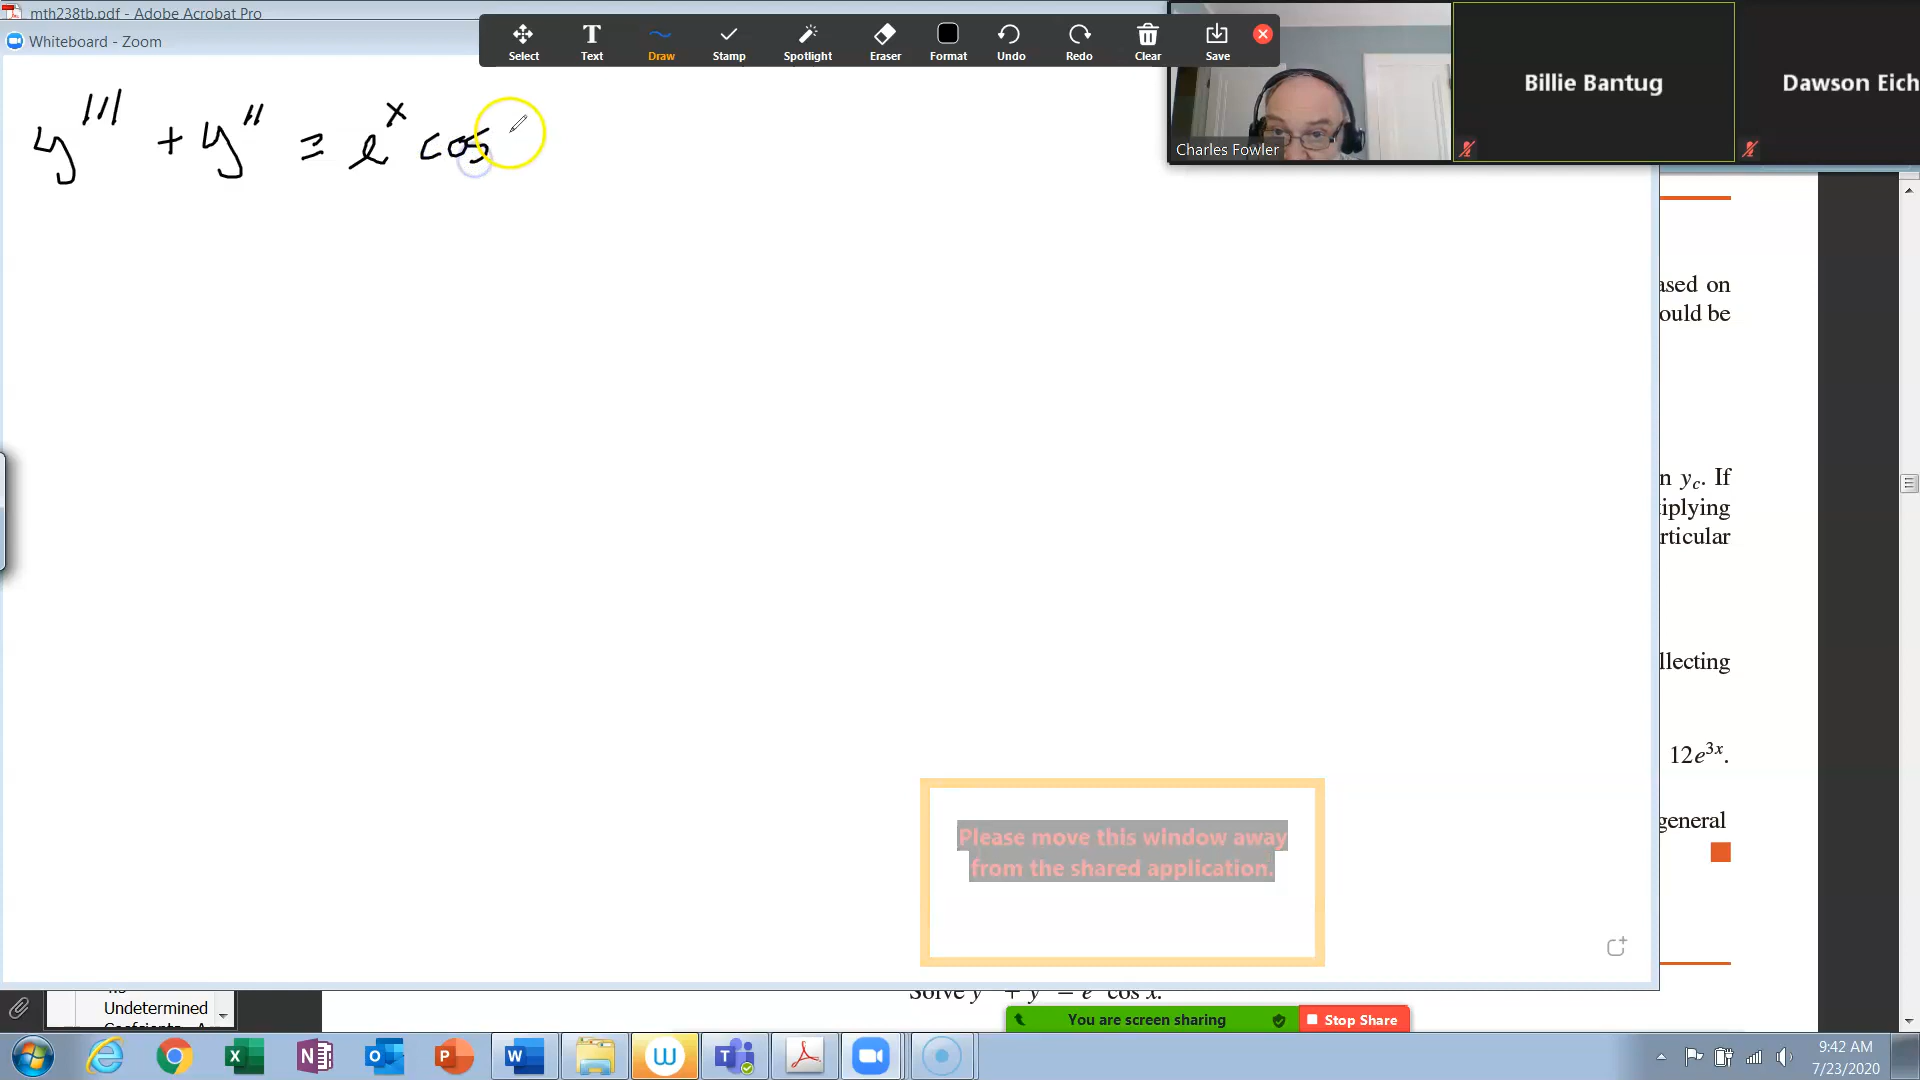 mth238tb.pdf - Adobe Acrobat Pro
Whiteboard - Zoom
Select
Text
Draw
Stamp
Spotlight
Eraser
Format
Undo
Redo
Clear
Save
Charles Fowler
Billie Bantug
Dawson Eich
y''' + y'' = e^x cos
ased on
ould be
n y_c. If
tiplying
rticular
llecting
12e^{3x}.
general
Please move this window away
from the shared application.
Undetermined
Solve y + y = e cos x.
You are screen sharing
Stop Share
9:42 AM
7/23/2020